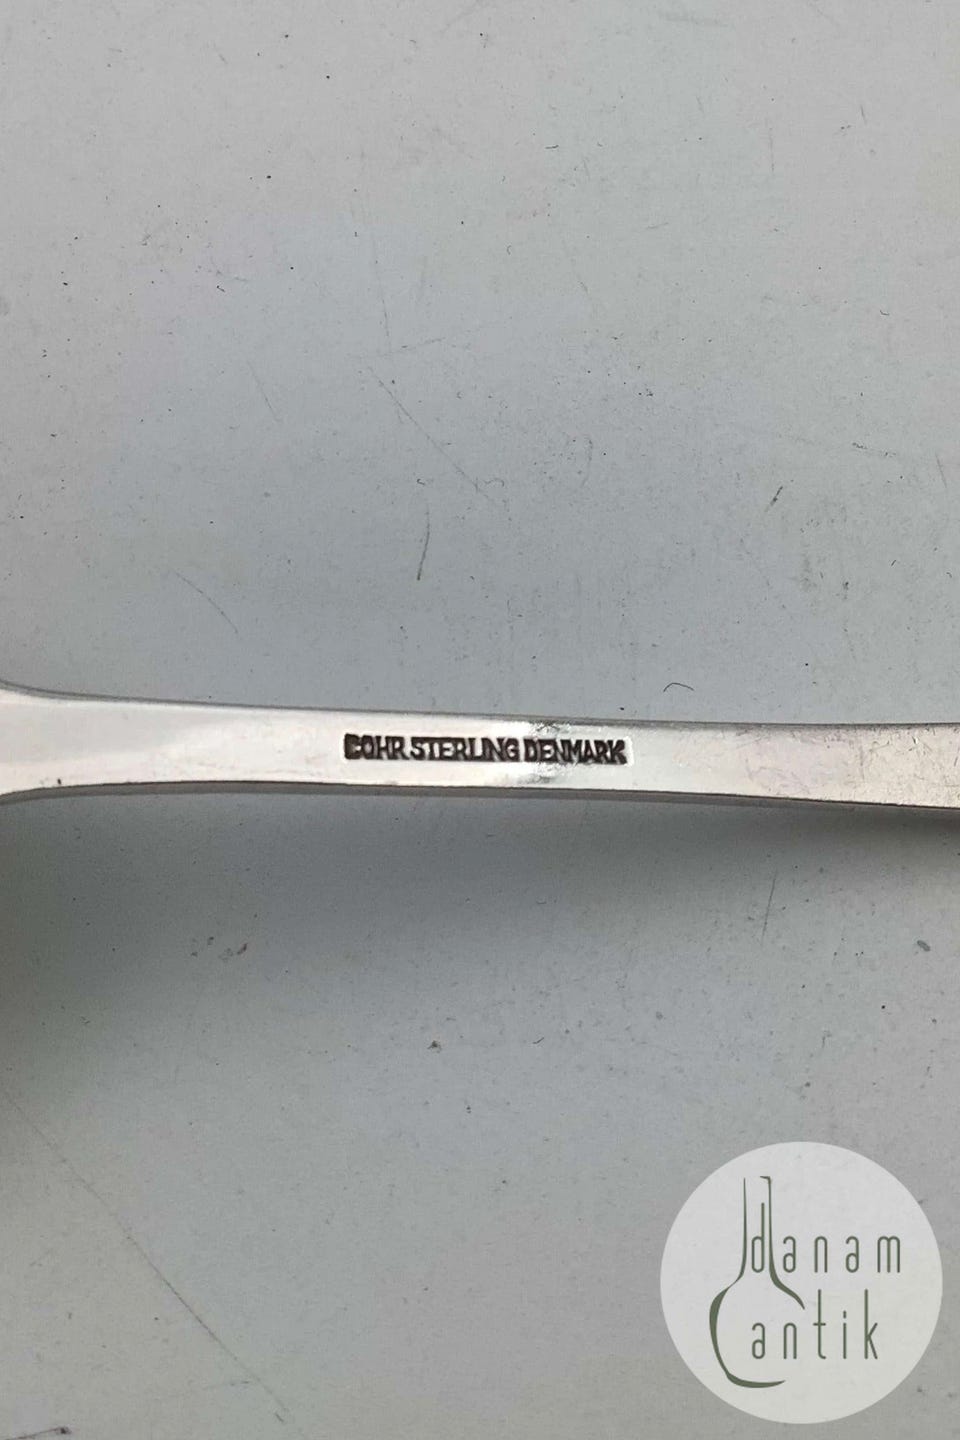 COHR STERLING DENMARK
danam
antik